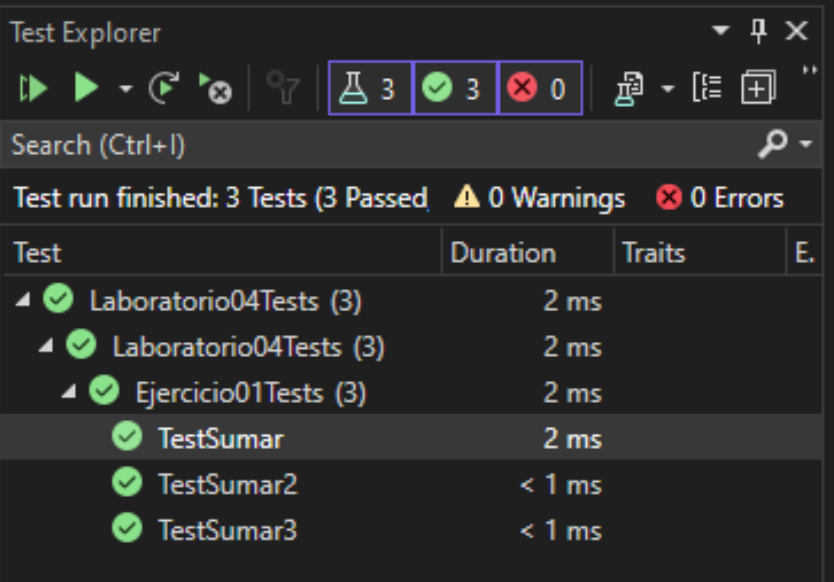 Test Explorer
3 3 0
Search (Ctrl+I)
Test run finished: 3 Tests (3 Passed 0 Warnings 0 Errors
Test Duration Traits E.
Laboratorio04Tests (3) 2 ms
Laboratorio04Tests (3) 2 ms
Ejercicio01Tests (3) 2 ms
TestSumar 2 ms
TestSumar2 < 1 ms
TestSumar3 < 1 ms